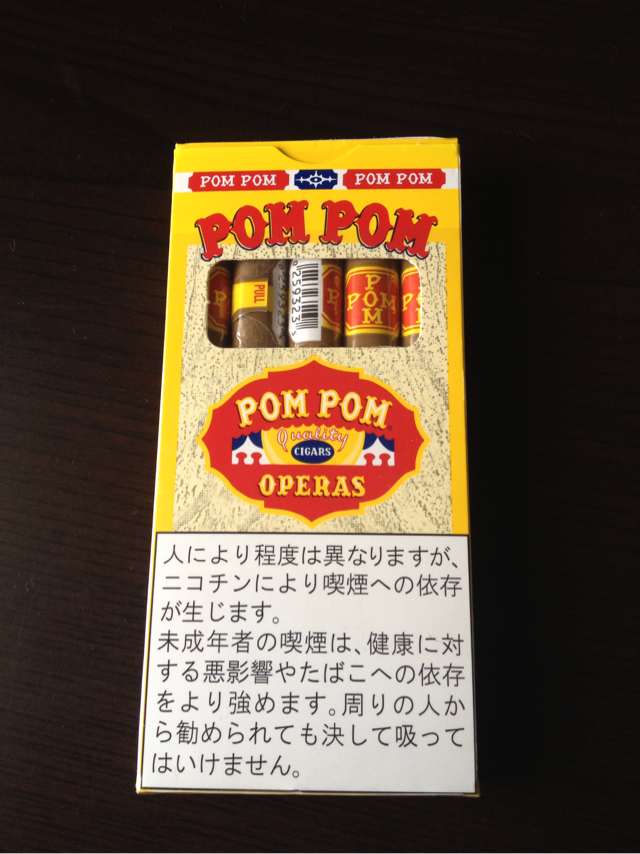 POM POM POM POM
POM POM
PULL
259323
POM
POM
POM POM
Quality
CIGARS
OPERAS
人により程度は異なりますが、
ニコチンにより喫煙への依存
が生じます。
未成年者の喫煙は、健康に対
する悪影響やたばこへの依存
をより強めます。周りの人か
ら勧められても決して吸って
はいけません。